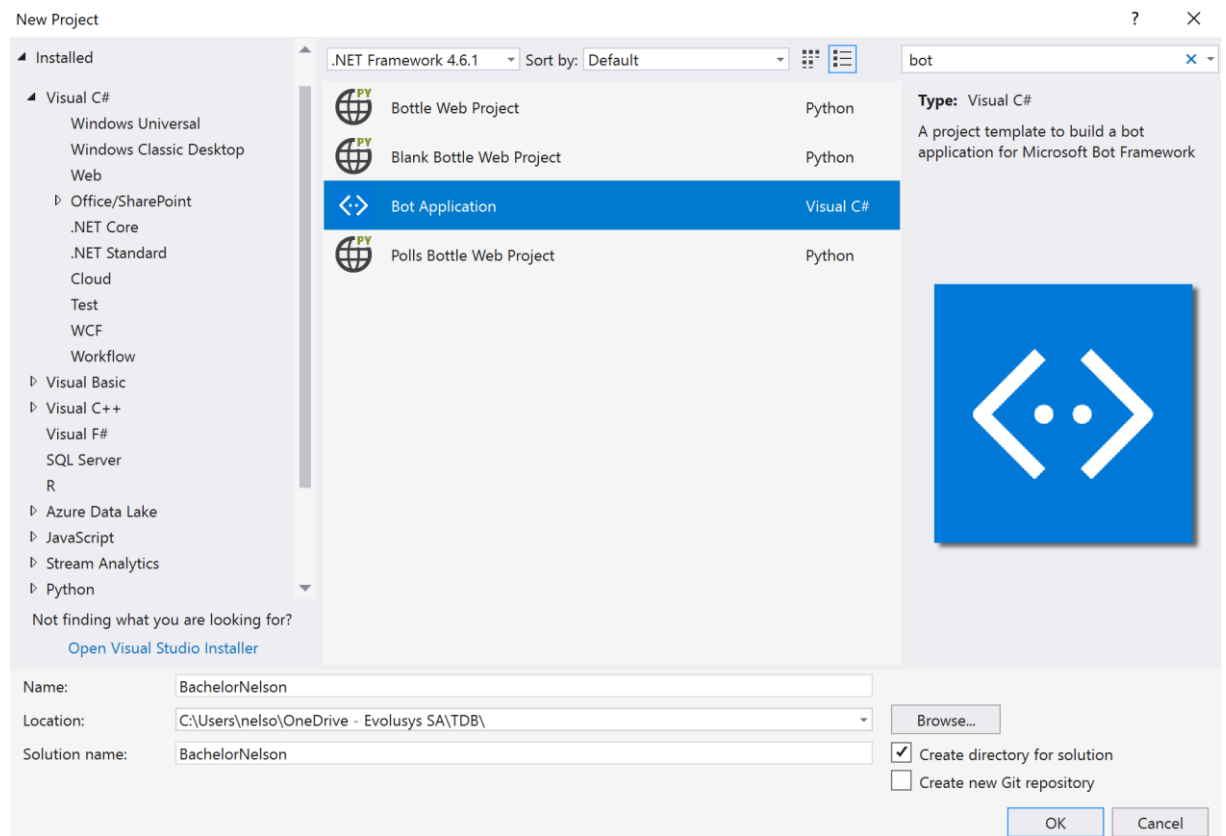 New Project
?
Installed
Visual C#
Windows Universal
Windows Classic Desktop
Web
Office/SharePoint
.NET Core
.NET Standard
Cloud
Test
WCF
Workflow
Visual Basic
Visual C++
Visual F#
SQL Server
R
Azure Data Lake
JavaScript
Stream Analytics
Python
Not finding what you are looking for?
Open Visual Studio Installer
.NET Framework 4.6.1 Sort by: Default
PY Bottle Web Project Python
PY Blank Bottle Web Project Python
Bot Application Visual C#
PY Polls Bottle Web Project Python
bot
Type: Visual C#
A project template to build a bot
application for Microsoft Bot Framework
Name: BachelorNelson
Location: C:\Users\nelso\OneDrive - Evolusys SA\TDB\ Browse...
Solution name: BachelorNelson
Create directory for solution
Create new Git repository
OK Cancel